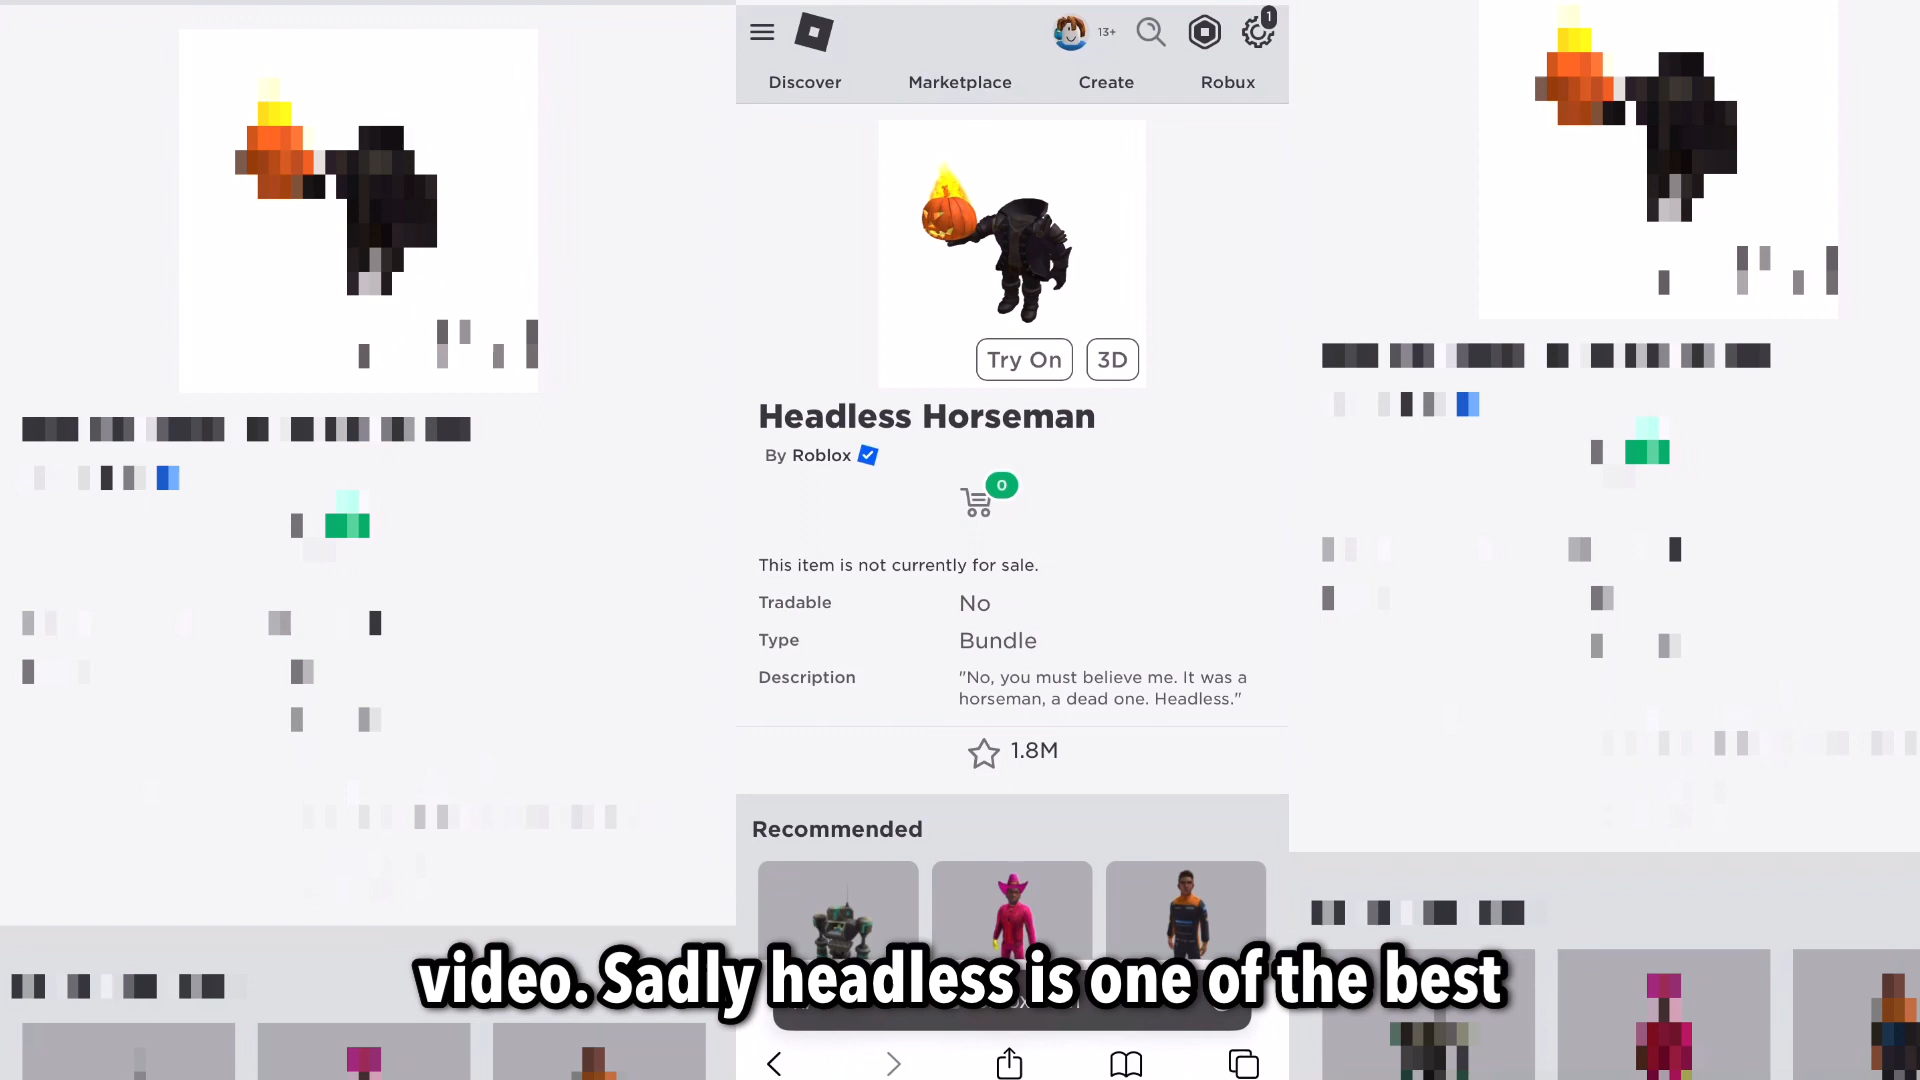 13+
1
Discover
Marketplace
Create
Robux
Try On
3D
Headless Horseman
By Roblox
0
This item is not currently for sale.
Tradable
No
Type
Bundle
Description
"No, you must believe me. It was a
horseman, a dead one. Headless."
1.8M
Recommended
video. Sadly headless is one of the best